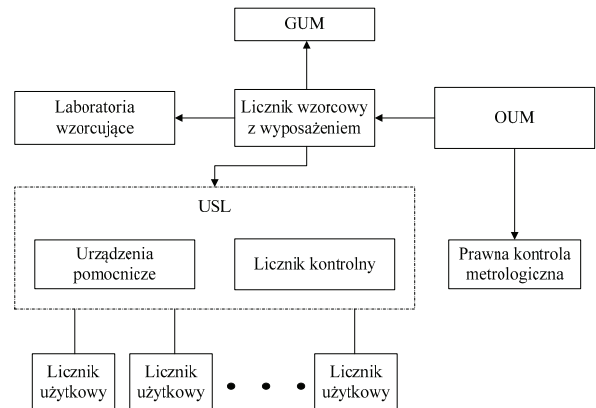 GUM
Laboratoria
wzorcujące
Licznik wzorcowy
z wyposażeniem
OUM
USL
Urządzenia
pomocnicze
Licznik kontrolny
Prawna kontrola
metrologiczna
Licznik
użytkowy
Licznik
użytkowy
Licznik
użytkowy